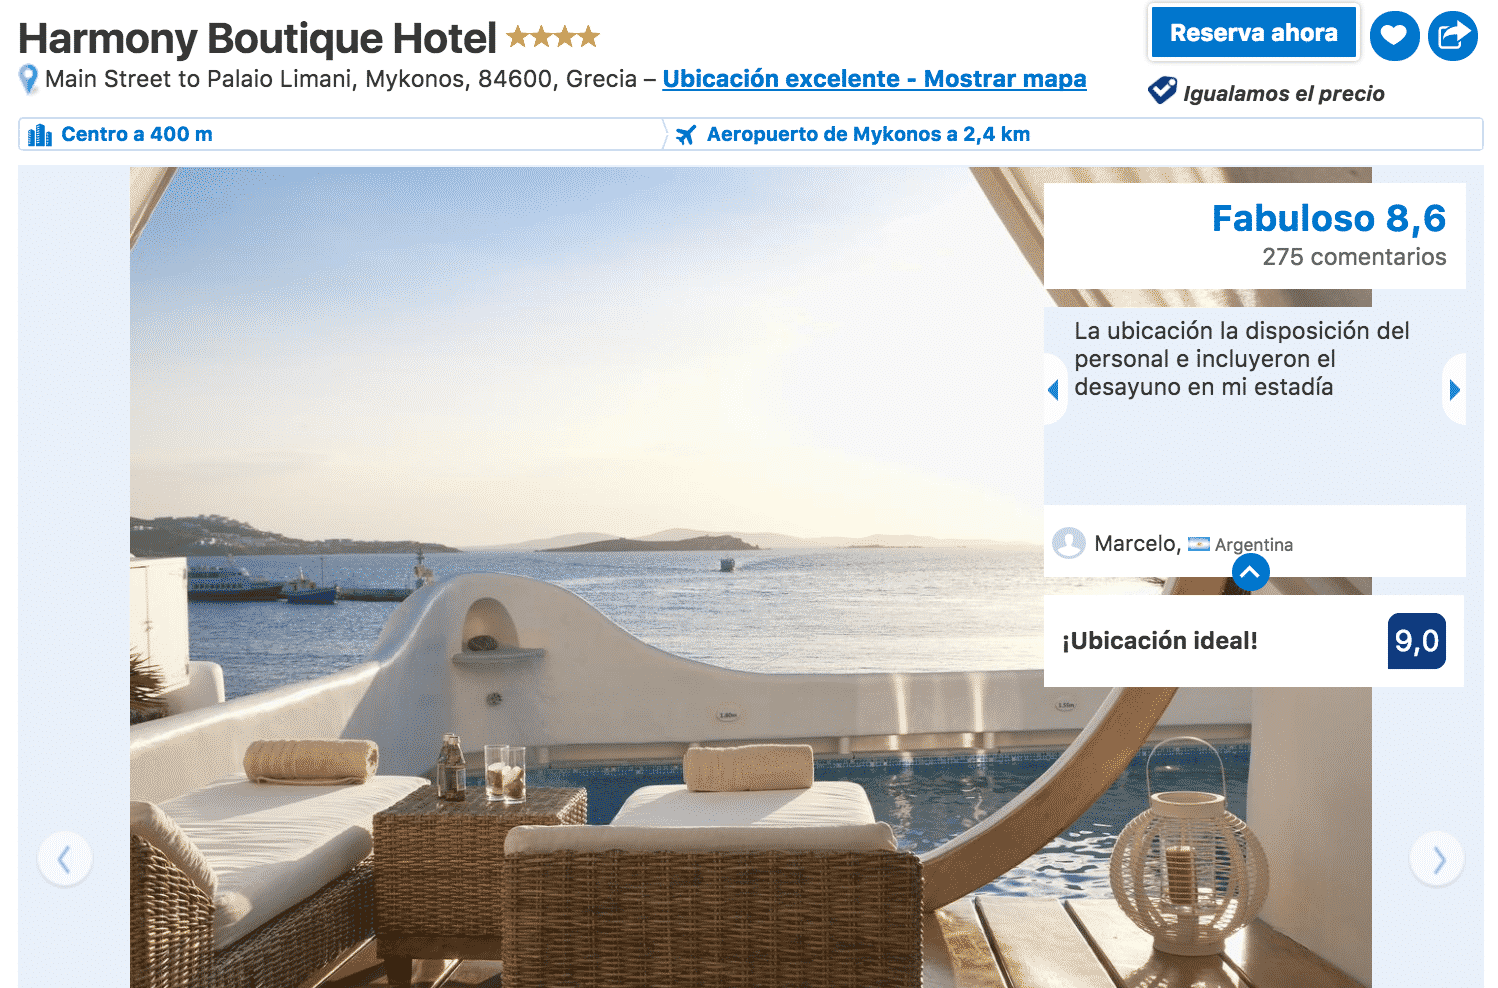 Harmony Boutique Hotel
Reserva ahora
Main Street to Palaio Limani, Mykonos, 84600, Grecia – Ubicación excelente - Mostrar mapa
Igualamos el precio
Centro a 400 m
Aeropuerto de Mykonos a 2,4 km
Fabuloso 8,6
275 comentarios
La ubicación la disposición del
personal e incluyeron el
desayuno en mi estadía
Marcelo, Argentina
¡Ubicación ideal! 9,0
1.80m